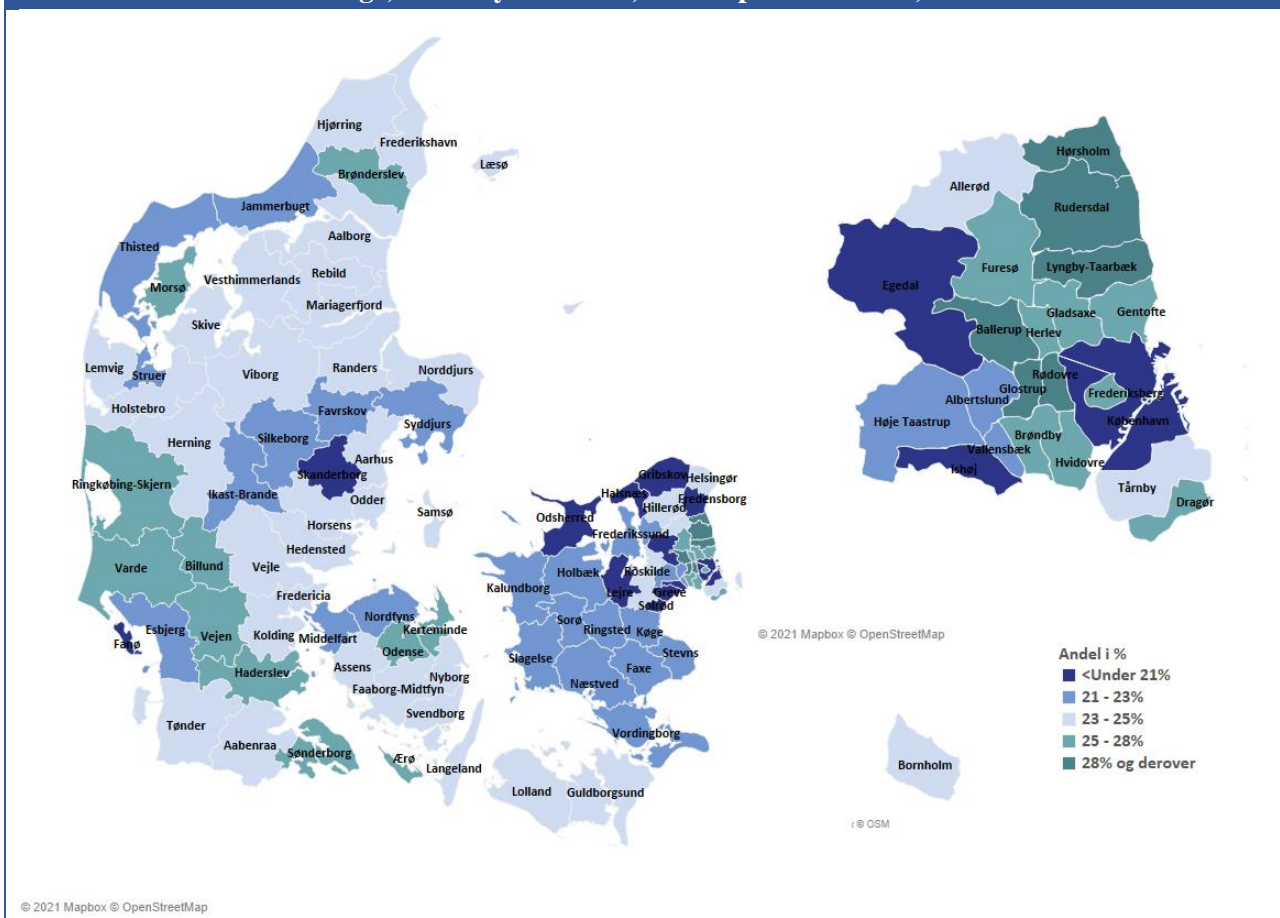 Hjørring
Frederikshavn
Læsø
Brønderslev
Jammerbugt
Aalborg
Thisted
Vesthimmerlands
Rebild
Morsø
Mariagerfjord
Skive
Lemvig
Struer
Viborg
Randers
Norddjurs
Holstebro
Favrskov
Syddjurs
Silkeborg
Herning
Aarhus
Skanderborg
Ringkøbing-Skjern
Ikast-Brande
Odder
Samsø
Horsens
Hedensted
Varde
Billund
Vejle
Fredericia
Esbjerg
Vejen
Kolding
Middelfart
Nordfyns
Kerteminde
Fanø
Odense
Haderslev
Assens
Nyborg
Faaborg-Midtfyn
Tønder
Svendborg
Aabenraa
Sønderborg
Ærø
Langeland
Gribskov
Helsingør
Halsnæs
Fredensborg
Hillerød
Odsherred
Frederikssund
Holbæk
Roskilde
Kalundborg
Lejre
Greve
Solrød
Sorø
Ringsted
Køge
Stevns
Slagelse
Faxe
Næstved
Vordingborg
Lolland
Guldborgsund
Hørsholm
Allerød
Rudersdal
Furesø
Lyngby-Taarbæk
Egedal
Gladsaxe
Gentofte
Ballerup
Herlev
Rødovre
Glostrup
Frederiksberg
Albertslund
Høje Taastrup
København
Brøndby
Vallensbæk
Ishøj
Hvidovre
Tårnby
Dragør
© 2021 Mapbox © OpenStreetMap
Andel i %
<Under 21%
21 - 23%
23 - 25%
25 - 28%
28% og derover
Bornholm
© OSM
© 2021 Mapbox © OpenStreetMap